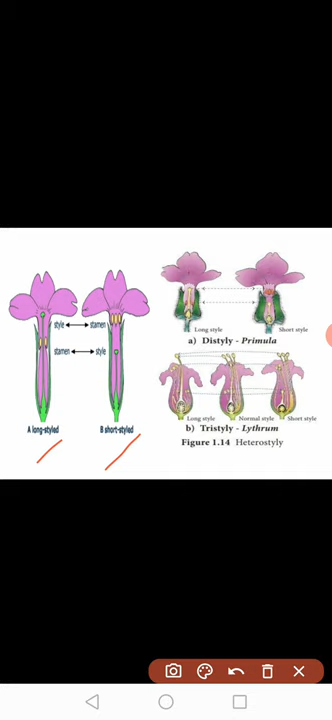 style stamen
stamen style
A long-styled B short-styled
Long style Short style
a) Distyly - Primula
Long style Normal style Short style
b) Tristyly - Lythrum
Figure 1.14 Heterostyly